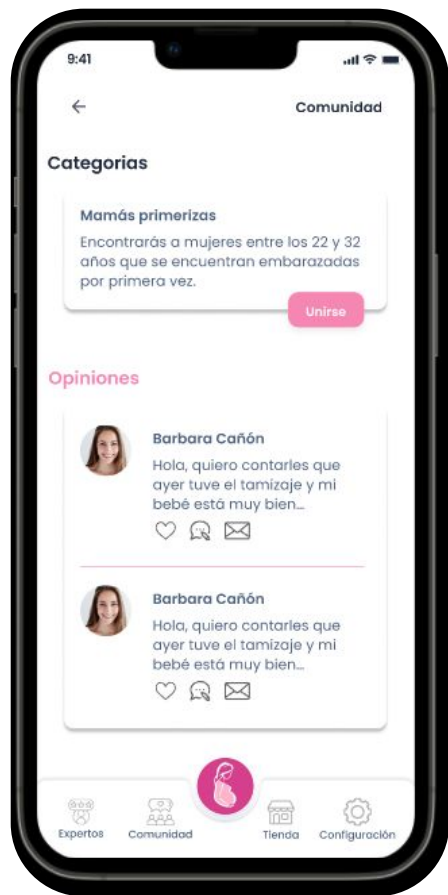 9:41
Comunidad
Categorias
Mamás primerizas
Encontrarás a mujeres entre los 22 y 32
años que se encuentran embarazadas
por primera vez.
Unirse
Opiniones
Barbara Cañón
Hola, quiero contarles que
ayer tuve el tamizaje y mi
bebé está muy bien...
Barbara Cañón
Hola, quiero contarles que
ayer tuve el tamizaje y mi
bebé está muy bien...
Expertos
Comunidad
Tienda
Configuración